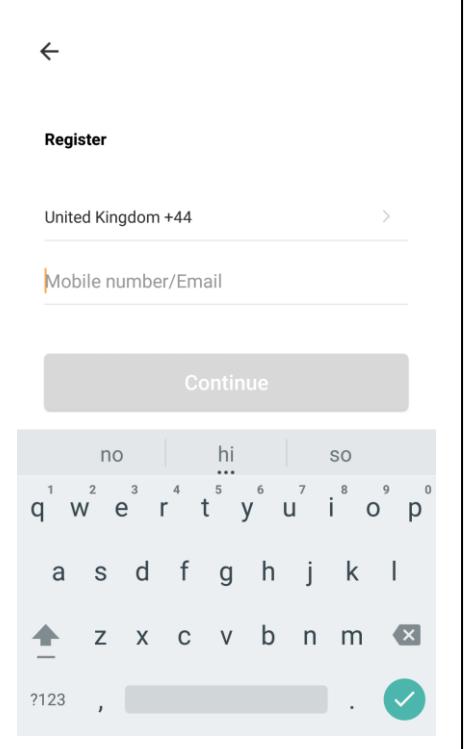 Register
United Kingdom +44
Mobile number/Email
Continue
no hi so
1 2 3 4 5 6 7 8 9 0
q w e r t y u i o p
a s d f g h j k l
z x c v b n m
?123 , .